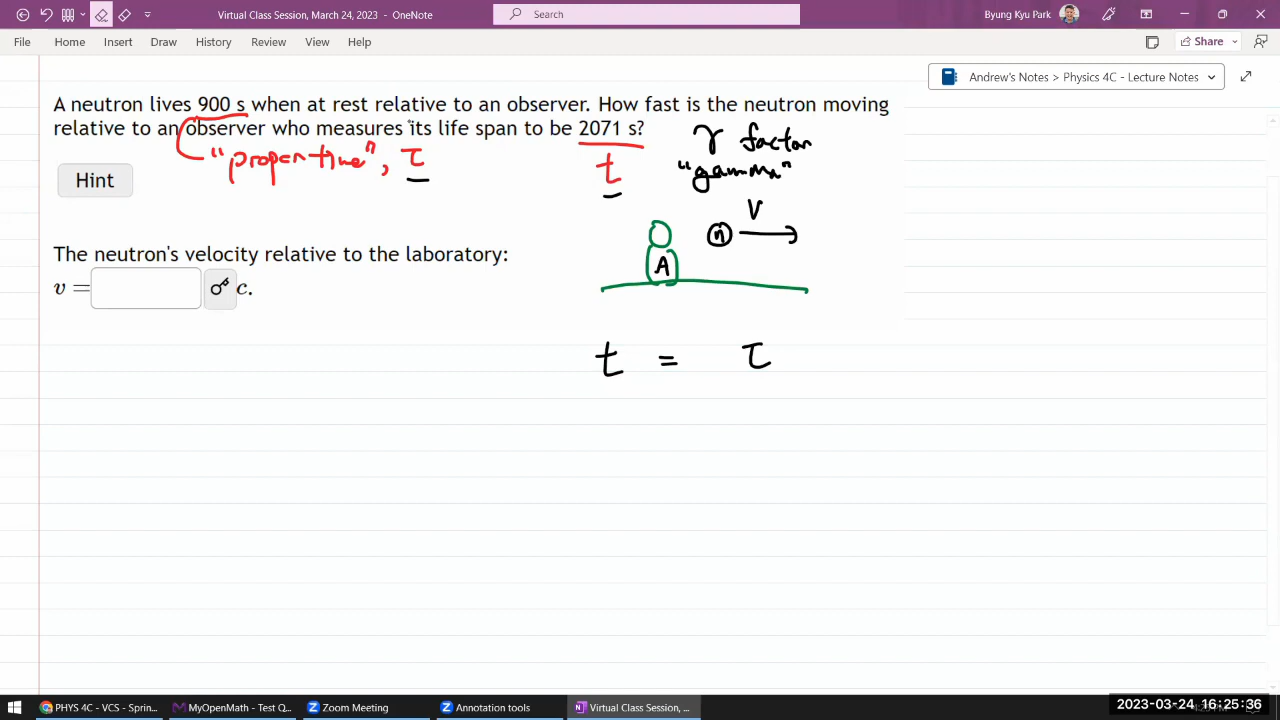 Virtual Class Session, March 24, 2023 - OneNote
Search
Byung Kyu Park
File Home Insert Draw History Review View Help
Share
Andrew's Notes > Physics 4C - Lecture Notes
A neutron lives 900 s when at rest relative to an observer. How fast is the neutron moving
relative to an observer who measures its life span to be 2071 s?
"proper time", τ
t
γ factor
"gamma"
Hint
V
n
A
The neutron's velocity relative to the laboratory:
v = c.
t = τ
PHYS 4C - VCS - Sprin...
MyOpenMath - Test Q...
Zoom Meeting
Annotation tools
Virtual Class Session, ...
2023-03-24 16:25:36